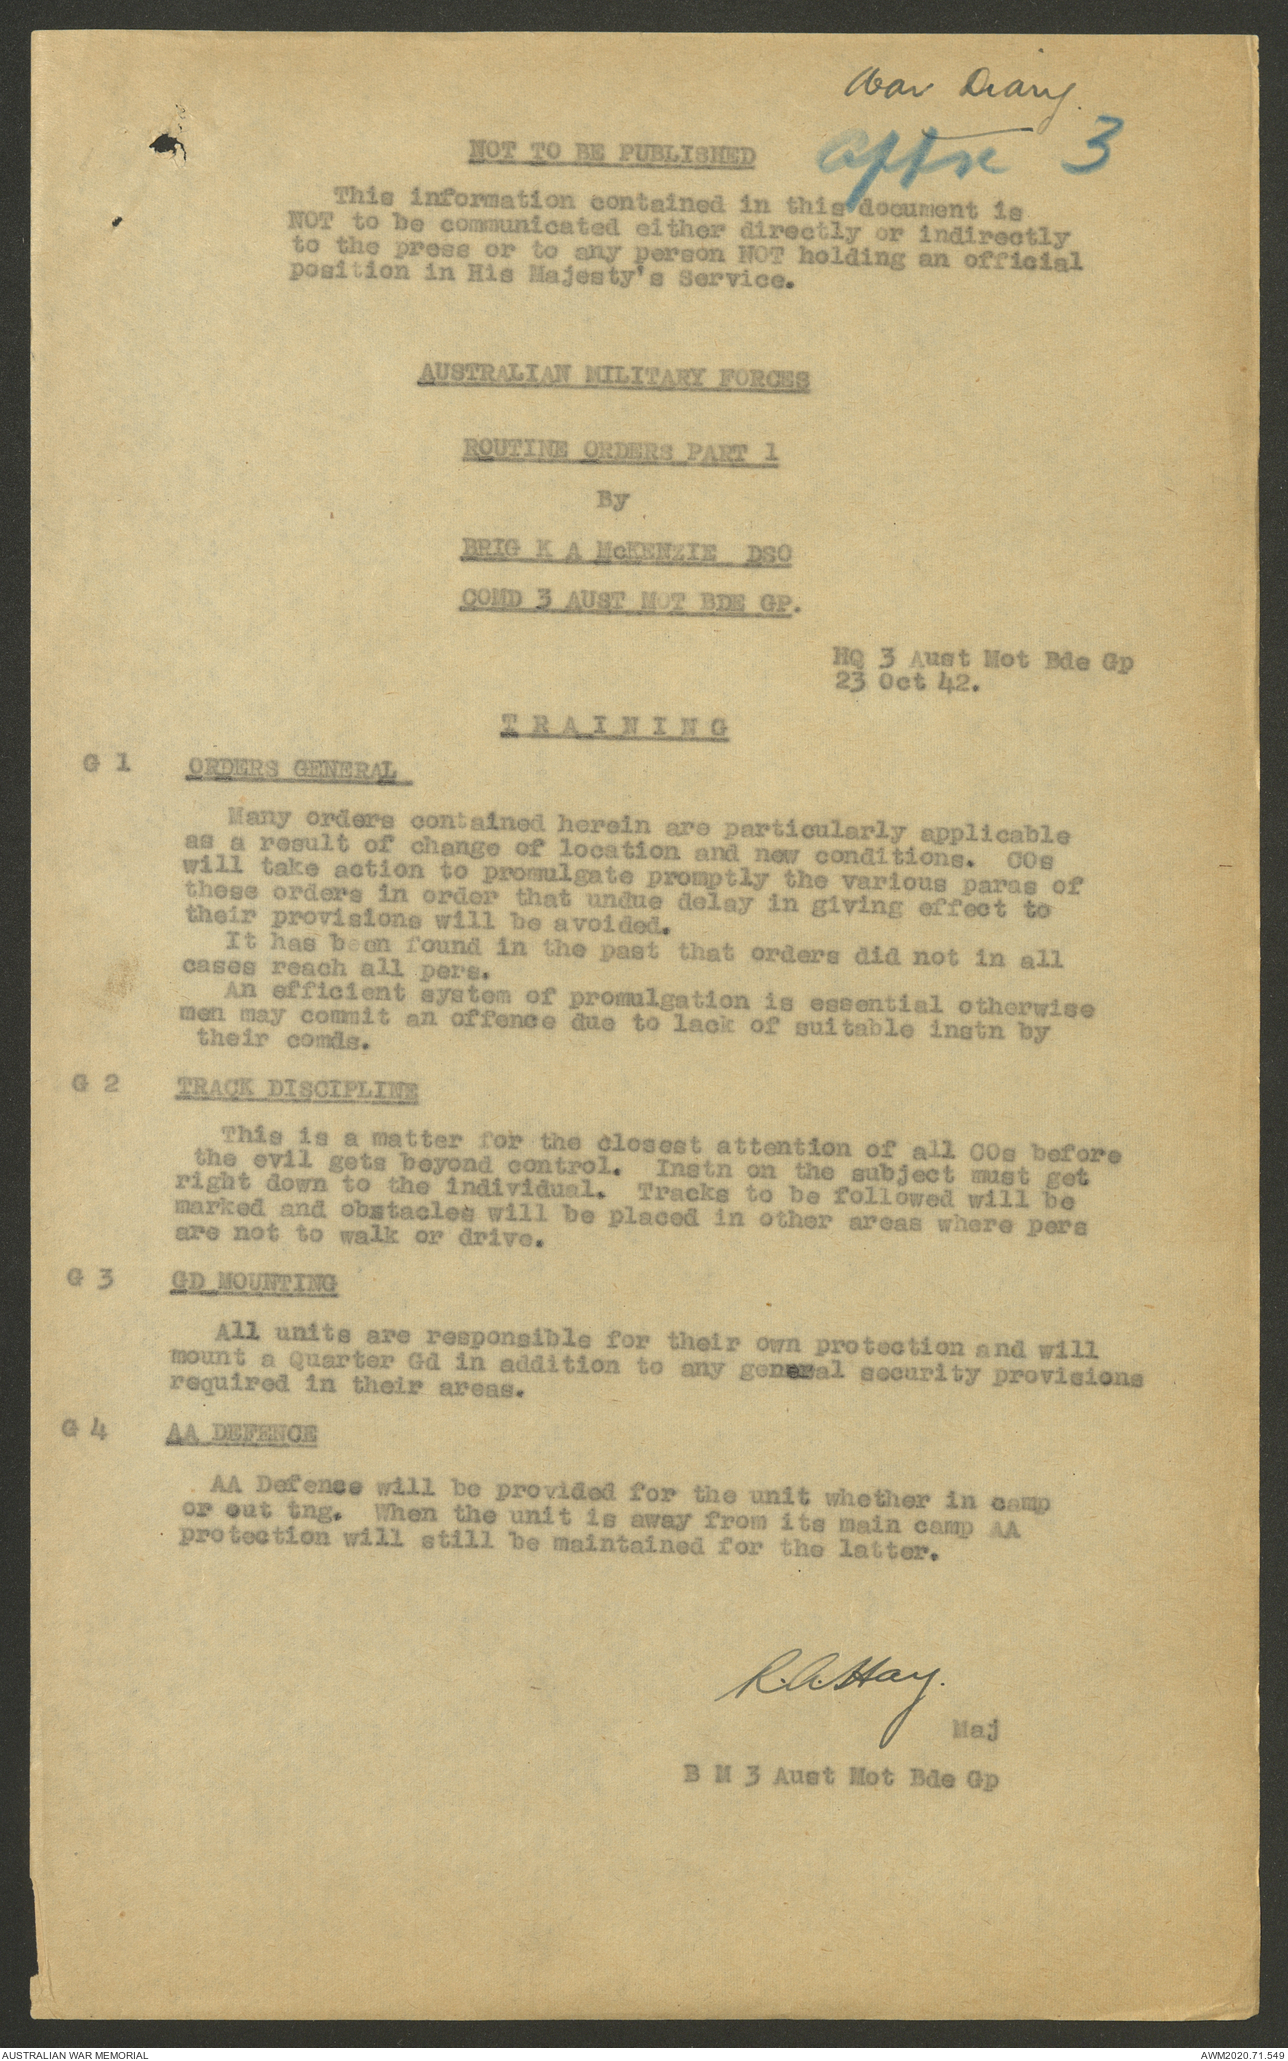 War Diary.
Appx 3
NOT TO BE PUBLISHED
This information contained in this document is
NOT to be communicated either directly or indirectly
to the press or to any person NOT holding an official
position in His Majesty's Service.
AUSTRALIAN MILITARY FORCES
ROUTINE ORDERS PART 1
By
BRIG K A McKENZIE DSO
COMD 3 AUST MOT BDE GP.
HQ 3 Aust Mot Bde Gp
23 Oct 42.
T R A I N I N G
G 1 ORDERS GENERAL
Many orders contained herein are particularly applicable
as a result of change of location and new conditions. COs
will take action to promulgate promptly the various paras of
these orders in order that undue delay in giving effect to
their provisions will be avoided.
It has been found in the past that orders did not in all
cases reach all pers.
An efficient system of promulgation is essential otherwise
men may commit an offence due to lack of suitable instn by
their comds.
G 2 TRACK DISCIPLINE
This is a matter for the closest attention of all COs before
the evil gets beyond control. Instn on the subject must get
right down to the individual. Tracks to be followed will be
marked and obstacles will be placed in other areas where pers
are not to walk or drive.
G 3 GD MOUNTING
All units are responsible for their own protection and will
mount a Quarter Gd in addition to any general security provisions
required in their areas.
G 4 AA DEFENCE
AA Defense will be provided for the unit whether in camp
or out tng. When the unit is away from its main camp AA
protection will still be maintained for the latter.
R.A. Hay.
Maj
B M 3 Aust Mot Bde Gp
AUSTRALIAN WAR MEMORIAL
AWM2020.71.549